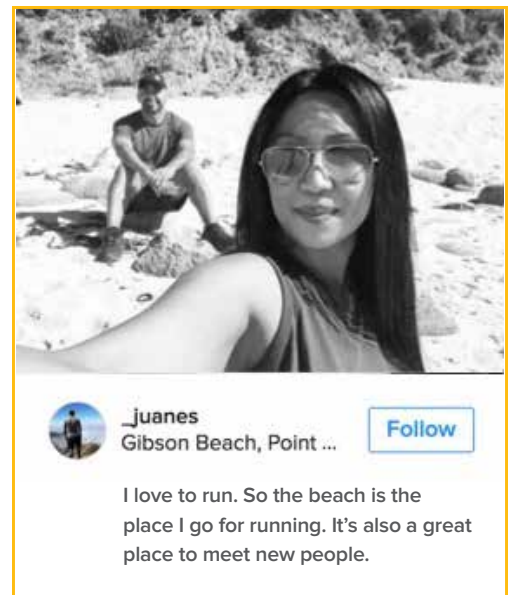 _juanes
Gibson Beach, Point ...
Follow
I love to run. So the beach is the
place I go for running. It’s also a great
place to meet new people.